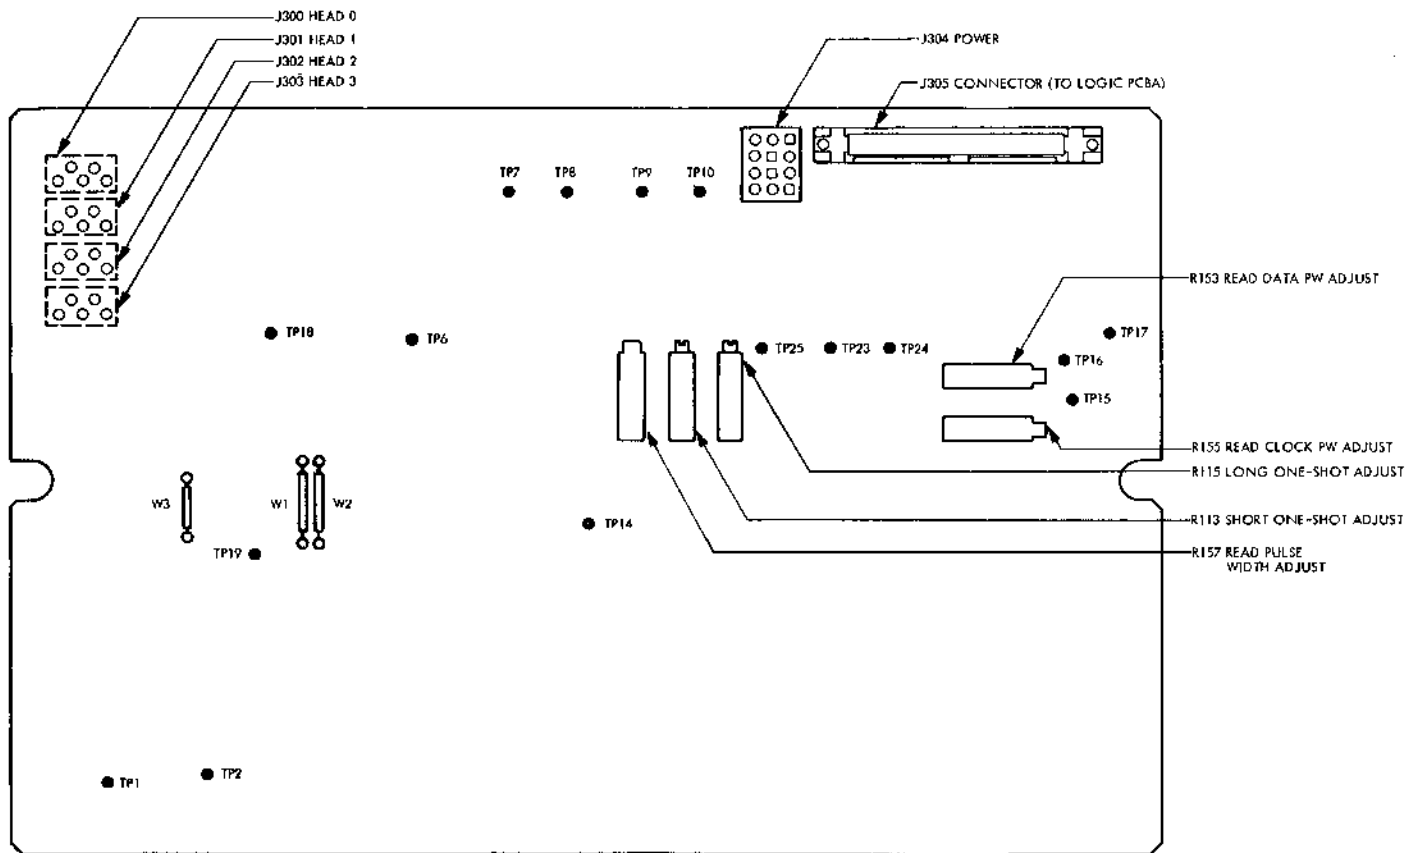 J300 HEAD 0
J301 HEAD 1
J302 HEAD 2
J303 HEAD 3
J304 POWER
J305 CONNECTOR (TO LOGIC PCBA)
TP7
TP8
TP9
TP10
R153 READ DATA PW ADJUST
TP18
TP6
TP25
TP23
TP24
TP17
TP16
TP15
R155 READ CLOCK PW ADJUST
R115 LONG ONE-SHOT ADJUST
W3
W1
W2
TP14
R113 SHORT ONE-SHOT ADJUST
TP19
R157 READ PULSE
WIDTH ADJUST
TP1
TP2